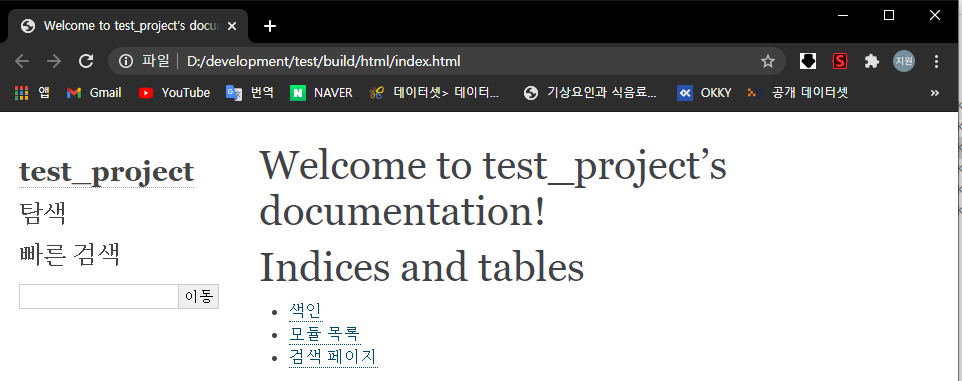 Welcome to test_project's docu
파일 D:/development/test/build/html/index.html
지원
앱 Gmail YouTube 번역 NAVER 데이터셋> 데이터... 기상요인과 식음료... OKKY 공개 데이터셋 »
test_project
탐색
빠른 검색
이동
Welcome to test_project’s
documentation!
Indices and tables
색인
모듈 목록
검색 페이지